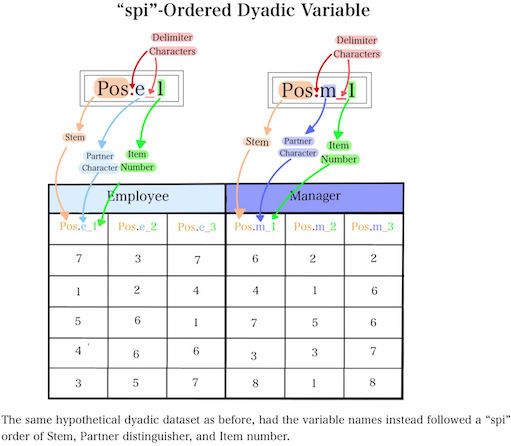 “spi”-Ordered Dyadic Variable
Delimiter
Characters
Pos.e_1
Stem
Partner
Character
Item
Number
Delimiter
Characters
Pos.m_1
Stem
Partner
Character
Item
Number
Employee Manager
Pos.e_1 Pos.e_2 Pos.e_3 Pos.m_1 Pos.m_2 Pos.m_3
7 3 7 6 2 2
1 2 4 4 1 6
5 6 1 7 5 6
4 6 6 3 3 7
3 5 7 8 1 8
The same hypothetical dyadic dataset as before, had the variable names instead followed a “spi”
order of Stem, Partner distinguisher, and Item number.